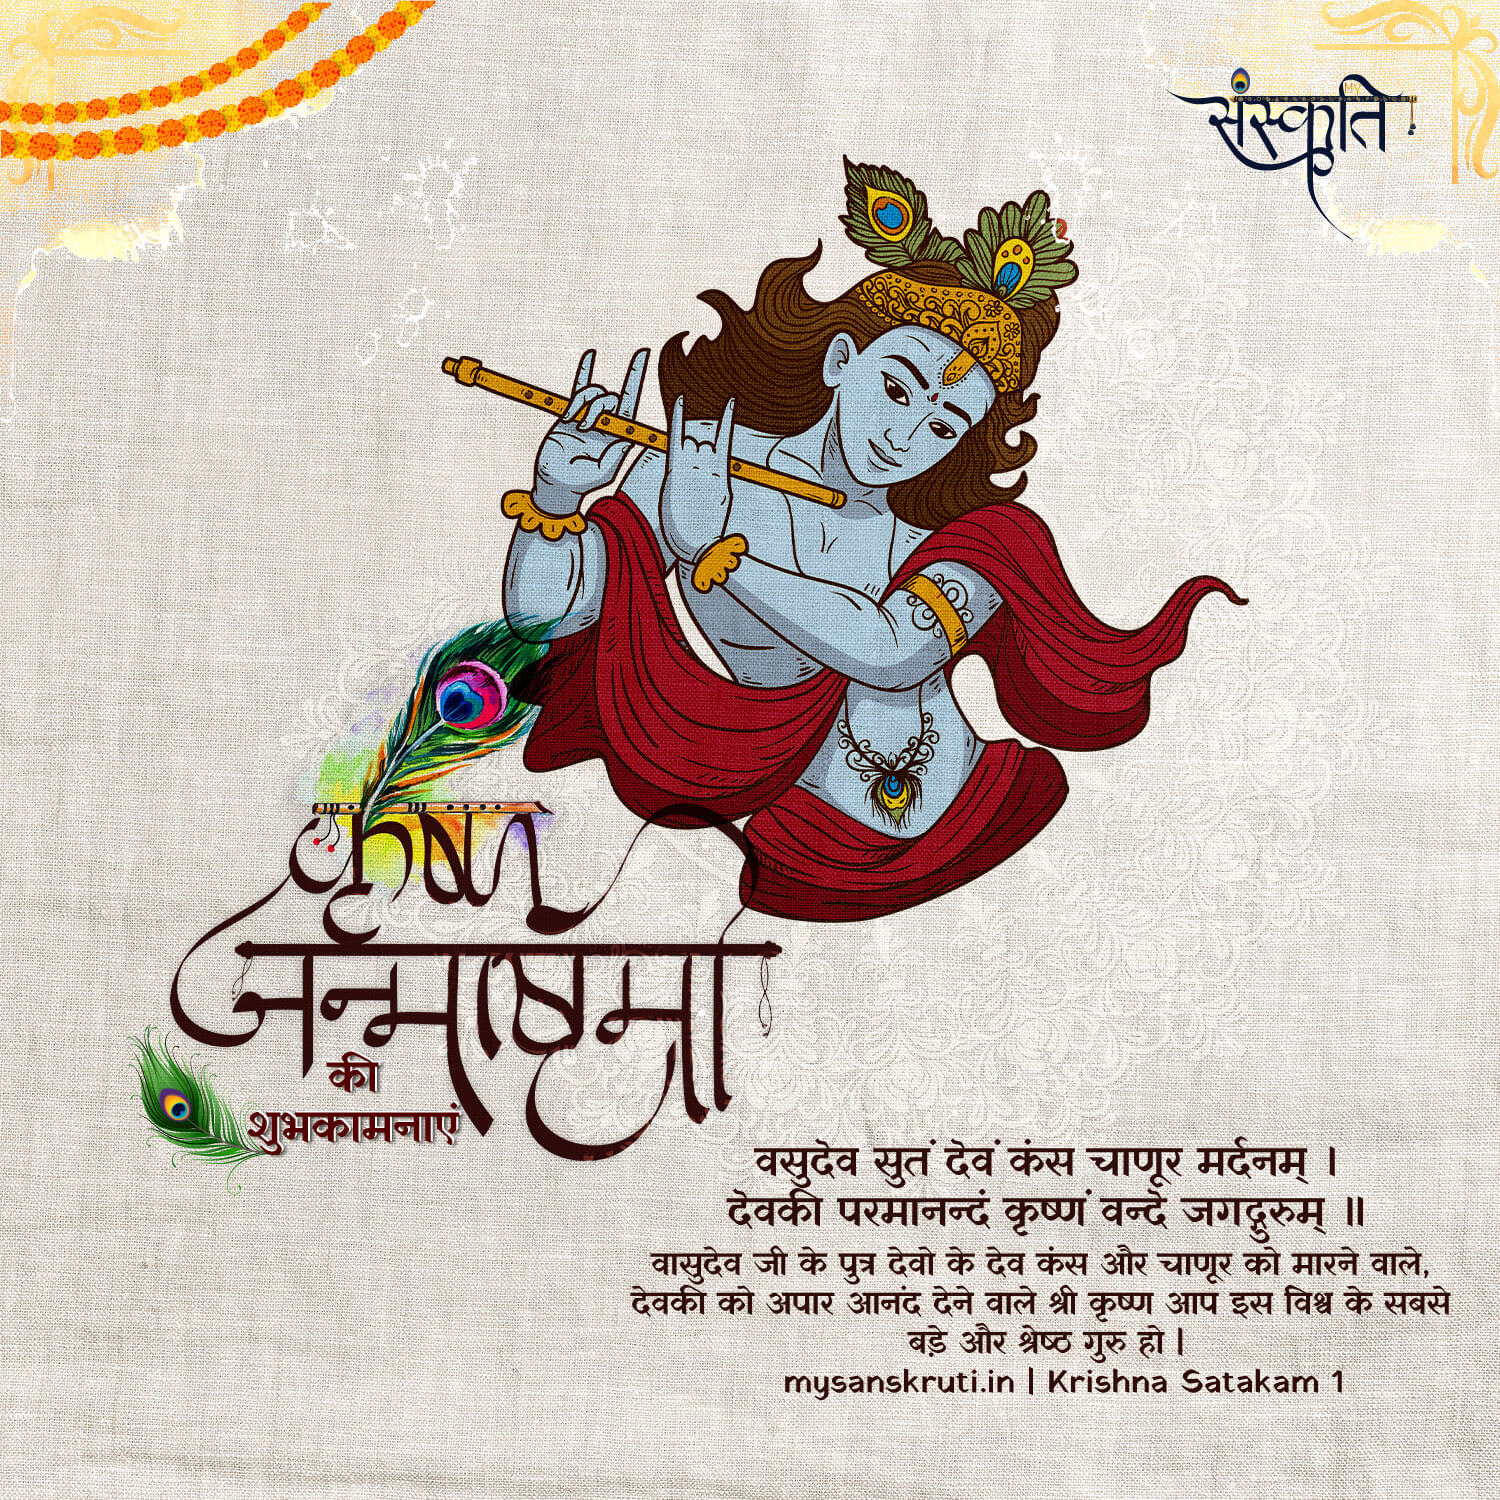 MY
संस्कृति
कृष्ण
जन्माष्टमी
की
शुभकामनाएं
वसुदेव सुतं देवं कंस चाणूर मर्दनम् ।
देवकी परमानन्दं कृष्णं वन्दे जगद्गुरुम् ॥
वासुदेव जी के पुत्र देवो के देव कंस और चाणूर को मारने वाले,
देवकी को अपार आनंद देने वाले श्री कृष्ण आप इस विश्व के सबसे
बड़े और श्रेष्ठ गुरु हो |
mysanskruti.in | Krishna Satakam 1